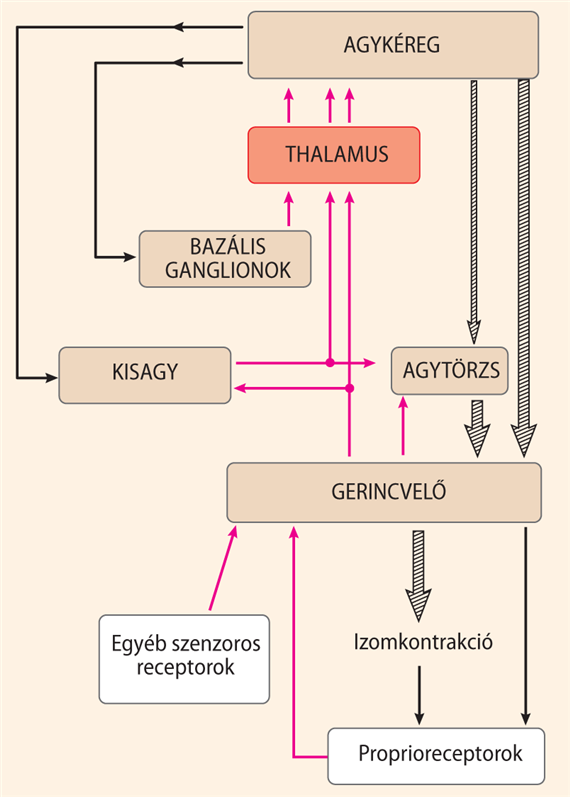 AGYKÉREG
THALAMUS
BAZÁLIS
GANGLIONOK
KISAGY
AGYTÖRZS
GERINCVELŐ
Egyéb szenzoros
receptorok
Izomkontrakció
Proprioreceptorok